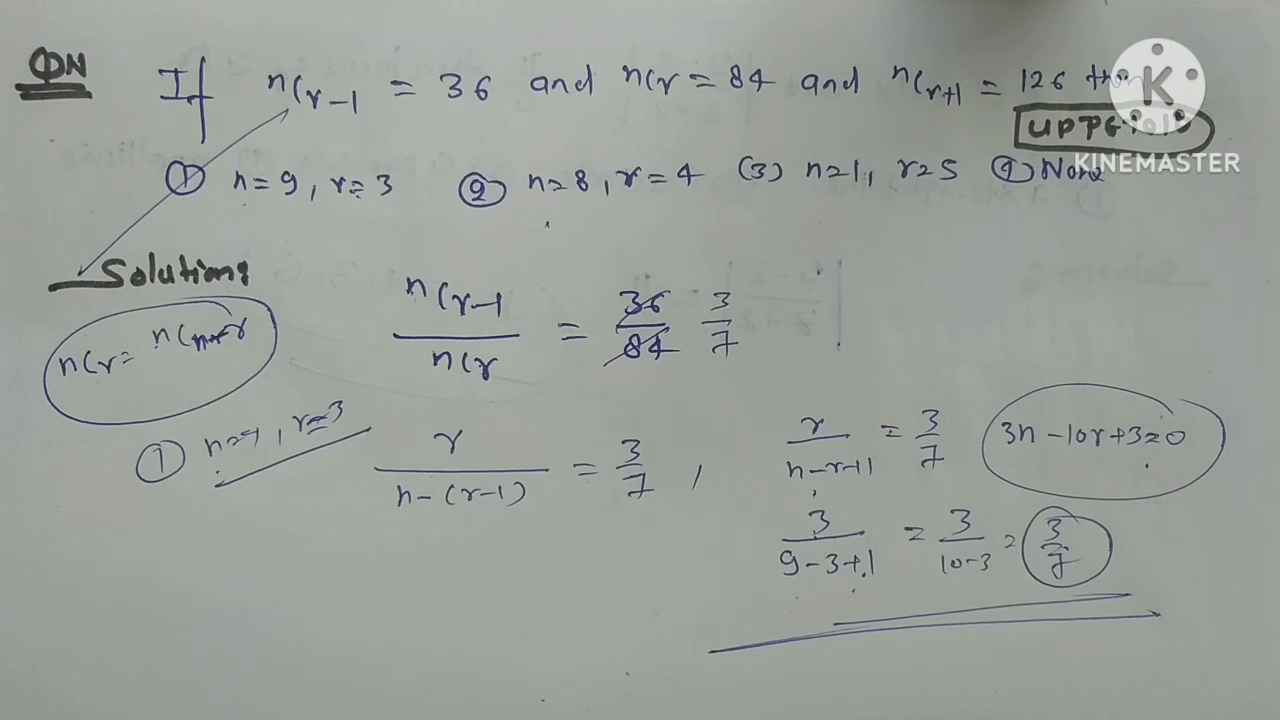 QN If nCr-1 = 36 and nCr = 84 and nCr+1 = 126 then
K
KINEMASTER
① n=9, r=3 ② n=8, r=4 (3) n=1, r=5 ④ None
Solution:
nCr = nCn-r
nCr-1 / nCr = 36/84 3/7
① n=9, r=3
r / n-(r-1) = 3/7 , r / n-r+1 = 3/7 3n-10r+3=0
3 / 9-3+1 = 3 / 10-3 = 3/7